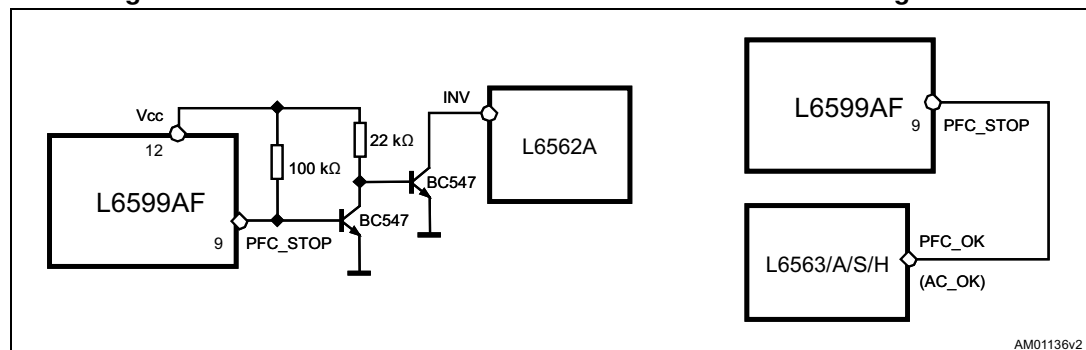 Vcc
12
L6599AF
9
PFC_STOP
100 kΩ
22 kΩ
BC547
BC547
INV
L6562A
L6599AF
9
PFC_STOP
L6563/A/S/H
PFC_OK
(AC_OK)
AM01136v2